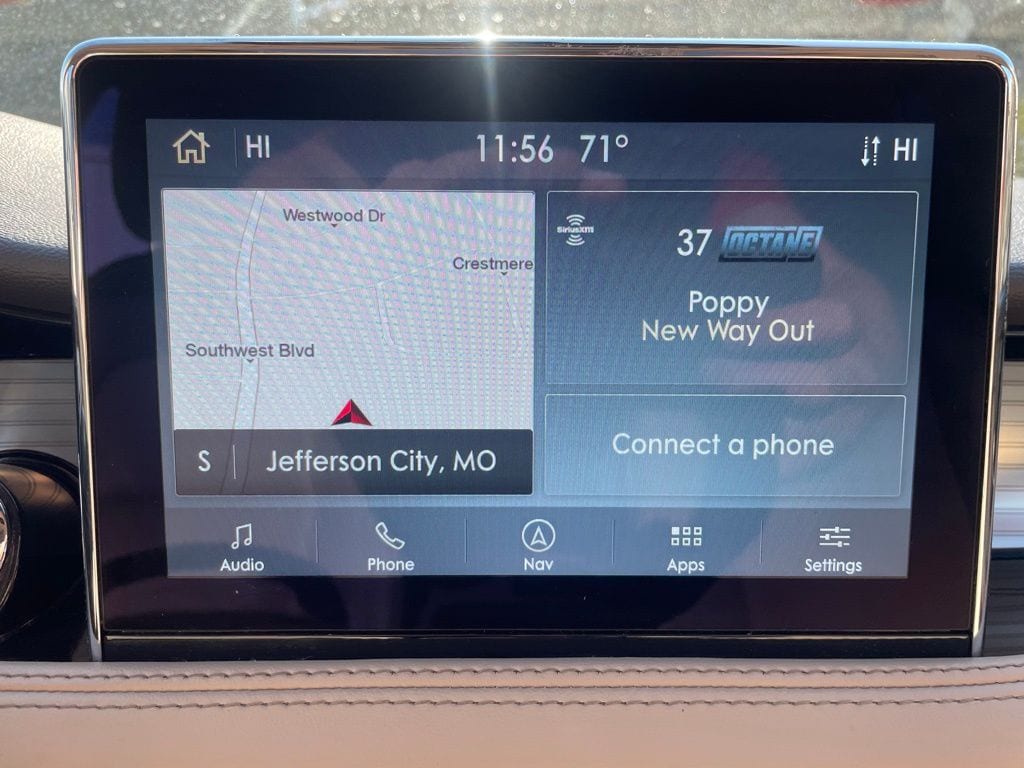 HI 11:56 71° HI
Westwood Dr
Crestmere
Southwest Blvd
S Jefferson City, MO
SiriusXM
37 OCTANE
Poppy
New Way Out
Connect a phone
Audio Phone Nav Apps Settings